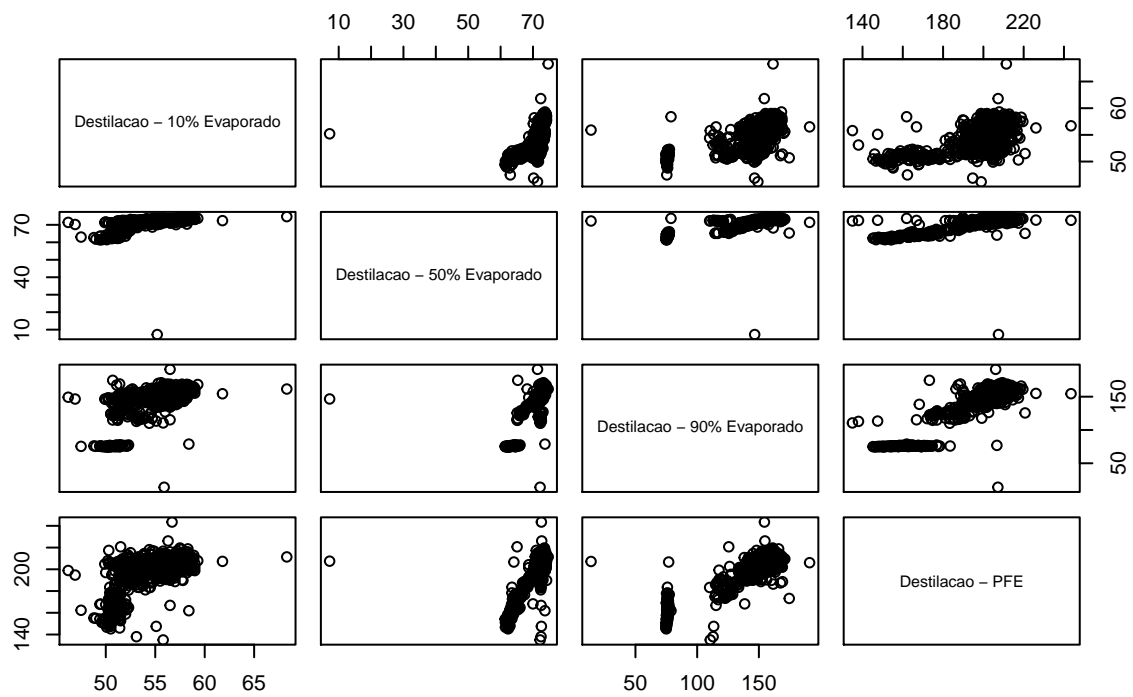 10 30 50 70
140 180 220
Destilacao − 10% Evaporado
50 60
10 40 70
Destilacao − 50% Evaporado
Destilacao − 90% Evaporado
50 150
140 200
Destilacao − PFE
50 55 60 65
50 100 150